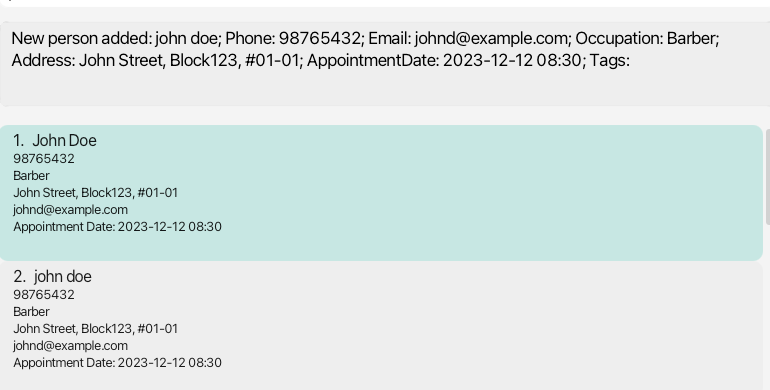 New person added: john doe; Phone: 98765432; Email: johnd@example.com; Occupation: Barber;
Address: John Street, Block123, #01-01; AppointmentDate: 2023-12-12 08:30; Tags:
1. John Doe
98765432
Barber
John Street, Block123, #01-01
johnd@example.com
Appointment Date: 2023-12-12 08:30
2. john doe
98765432
Barber
John Street, Block123, #01-01
johnd@example.com
Appointment Date: 2023-12-12 08:30